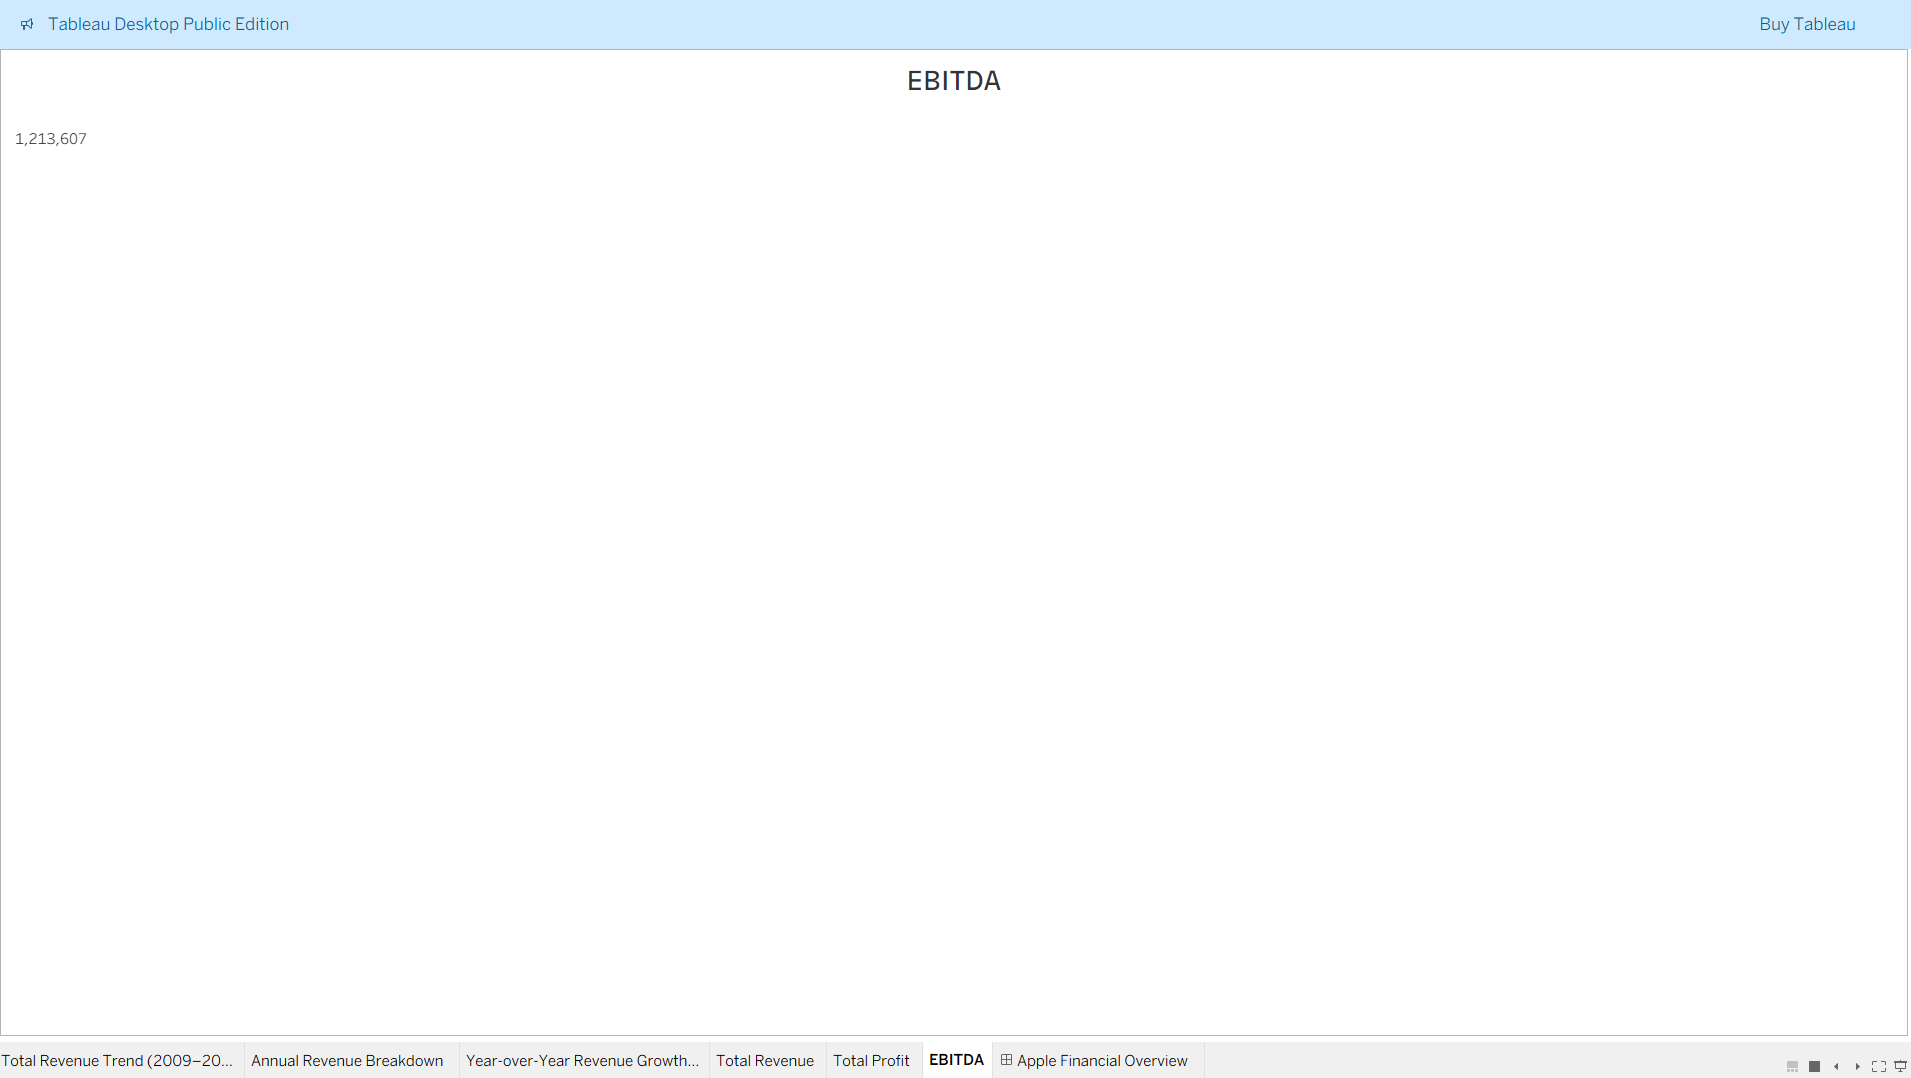 Tableau Desktop Public Edition
Buy Tableau
EBITDA
1,213,607
Total Revenue Trend (2009–20...
Annual Revenue Breakdown
Year-over-Year Revenue Growth...
Total Revenue
Total Profit
EBITDA
Apple Financial Overview